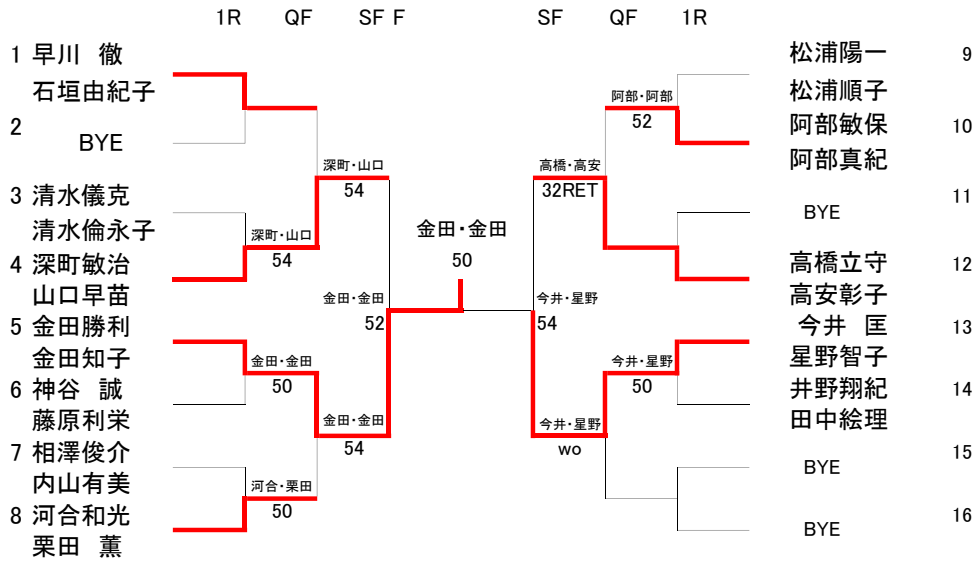 1R QF SF F SF QF 1R
1 早川 徹
石垣由紀子
2 BYE
3 清水儀克
清水倫永子
4 深町敏治
山口早苗
5 金田勝利
金田知子
6 神谷 誠
藤原利栄
7 相澤俊介
内山有美
8 河合和光
栗田 薫
深町・山口
54
金田・金田
50
河合・栗田
50
深町・山口
54
金田・金田
54
金田・金田
52
金田・金田
50
今井・星野
54
高橋・高安
32RET
今井・星野
wo
阿部・阿部
52
今井・星野
50
松浦陽一 9
松浦順子
阿部敏保 10
阿部真紀
BYE 11
高橋立守 12
高安彰子
今井 匡 13
星野智子
井野翔紀 14
田中絵理
BYE 15
BYE 16